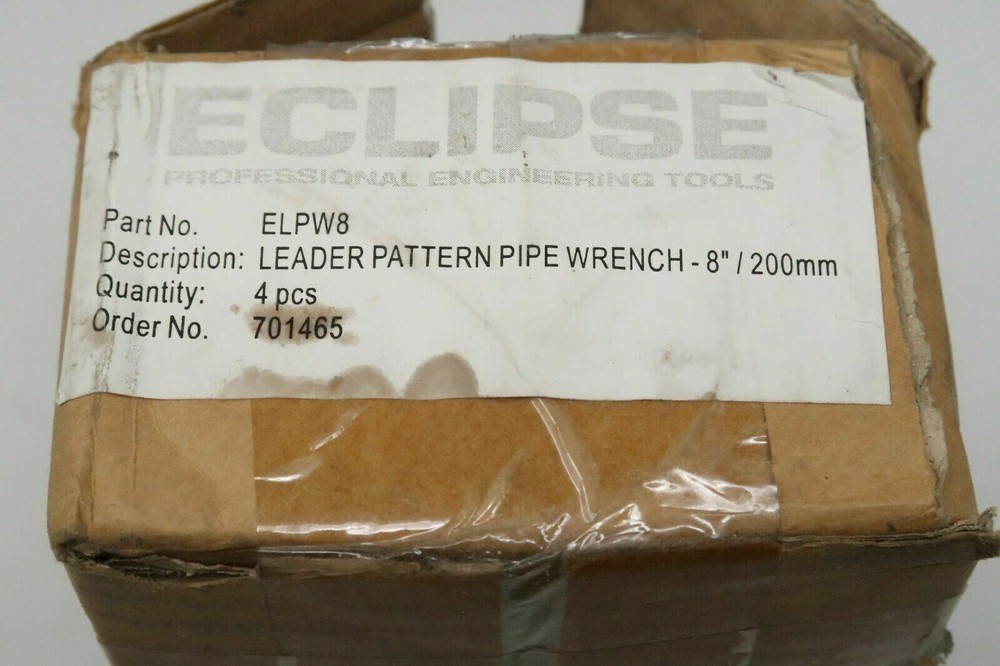 ECLIPSE
PROFESSIONAL ENGINEERING TOOLS
Part No. ELPW8
Description: LEADER PATTERN PIPE WRENCH - 8" / 200mm
Quantity: 4 pcs
Order No. 701465